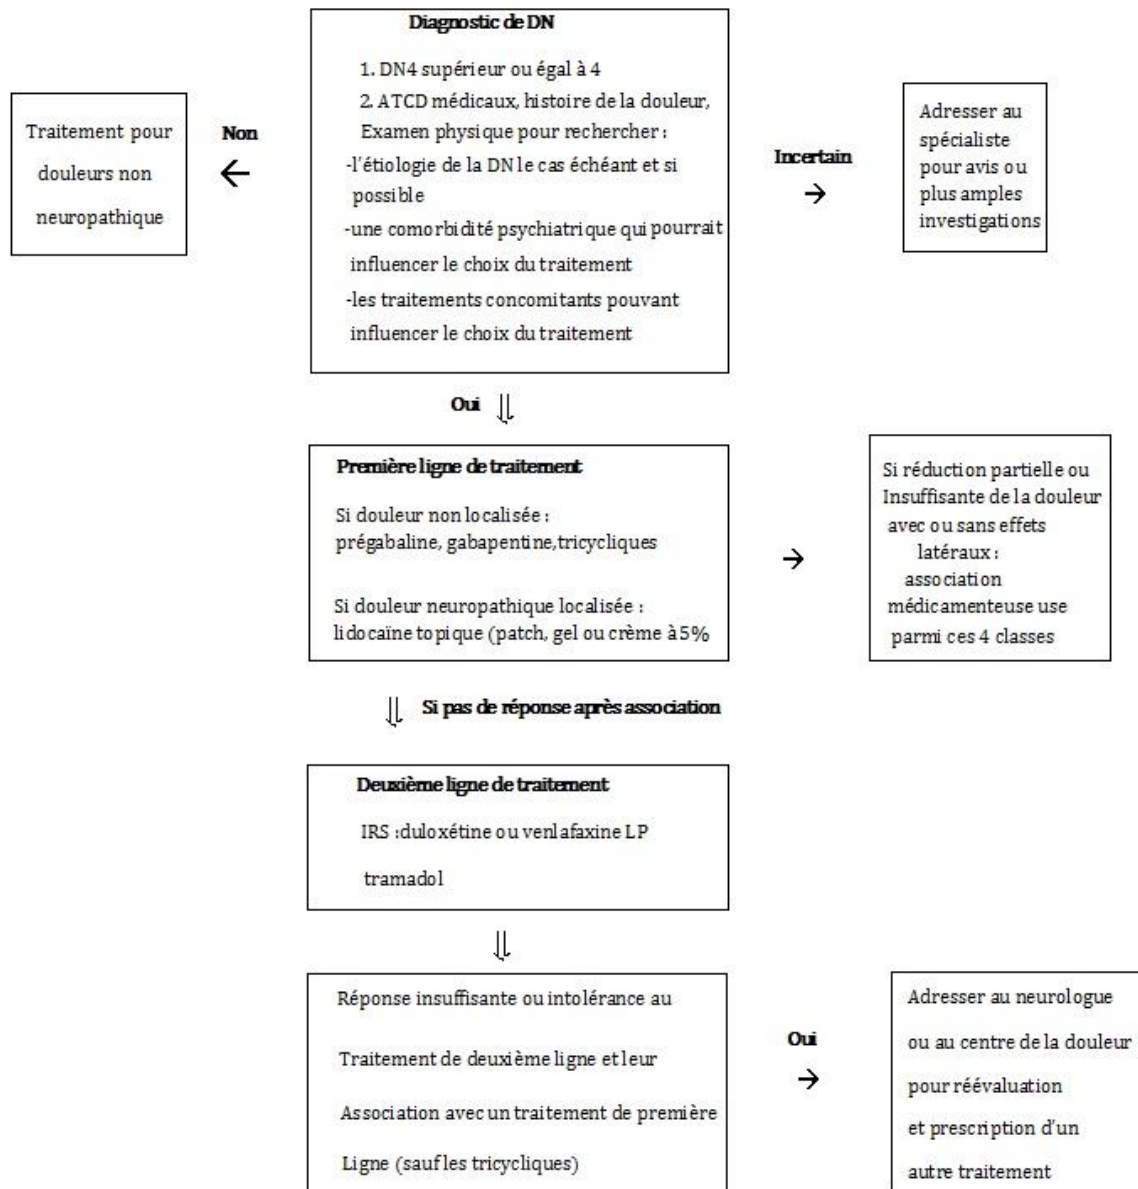 Diagnostic de DN
1. DN4 supérieur ou égal à 4
2. ATCD médicaux, histoire de la douleur,
Examen physique pour rechercher :
-l'étiologie de la DN le cas échéant et si
possible
-une comorbidité psychiatrique qui pourrait
influencer le choix du traitement
-les traitements concomitants pouvant
influencer le choix du traitement
Non
Traitement pour
douleurs non
neuropathique
Incertain
Adresser au
spécialiste
pour avis ou
plus amples
investigations
Oui
Première ligne de traitement
Si douleur non localisée :
prégabaline, gabapentine,tricycliques
Si douleur neuropathique localisée :
lidocaïne topique (patch, gel ou crème à 5%
Si réduction partielle ou
Insuffisante de la douleur
avec ou sans effets
latéraux :
association
médicamenteuse use
parmi ces 4 classes
Si pas de réponse après association
Deuxième ligne de traitement
IRS :duloxétine ou venlafaxine LP
tramadol
Réponse insuffisante ou intolérance au
Traitement de deuxième ligne et leur
Association avec un traitement de première
Ligne (sauf les tricycliques)
Oui
Adresser au neurologue
ou au centre de la douleur
pour réévaluation
et prescription d'un
autre traitement